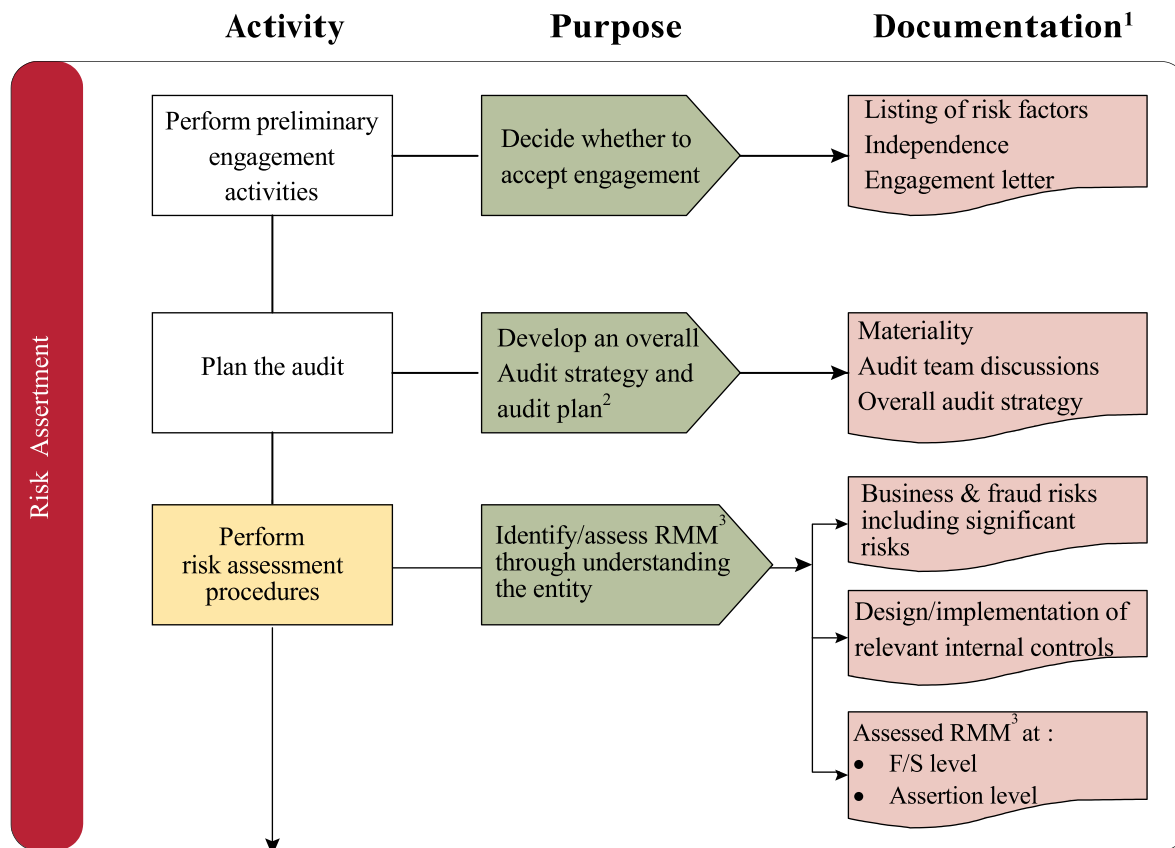 Activity
Purpose
Documentation¹
Risk Assertment
Perform preliminary
engagement
activities
Decide whether to
accept engagement
Listing of risk factors
Independence
Engagement letter
Plan the audit
Develop an overall
Audit strategy and
audit plan²
Materiality
Audit team discussions
Overall audit strategy
Perform
risk assessment
procedures
Identify/assess RMM³
through understanding
the entity
Business & fraud risks
including significant
risks
Design/implementation of
relevant internal controls
Assessed RMM³ at :
• F/S level
• Assertion level